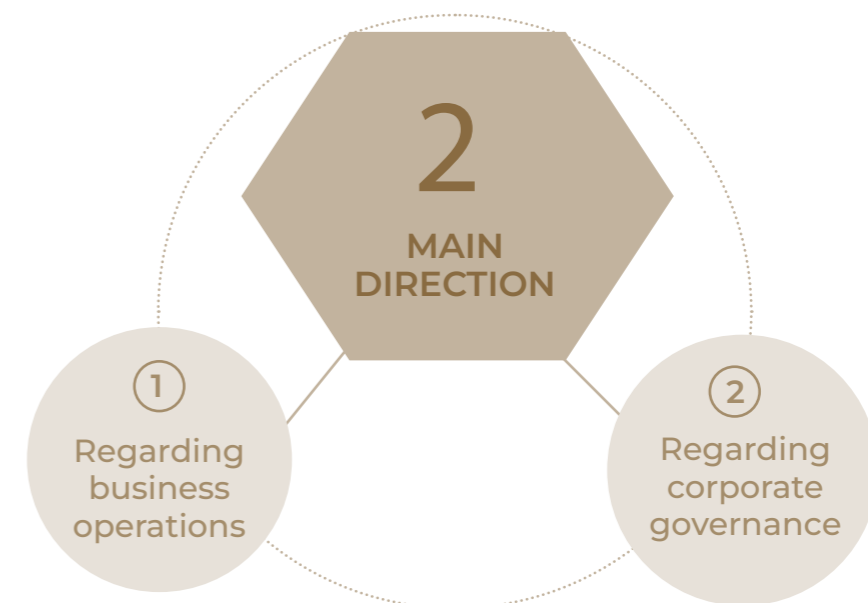 2
MAIN
DIRECTION
1
Regarding
business
operations
2
Regarding
corporate
governance